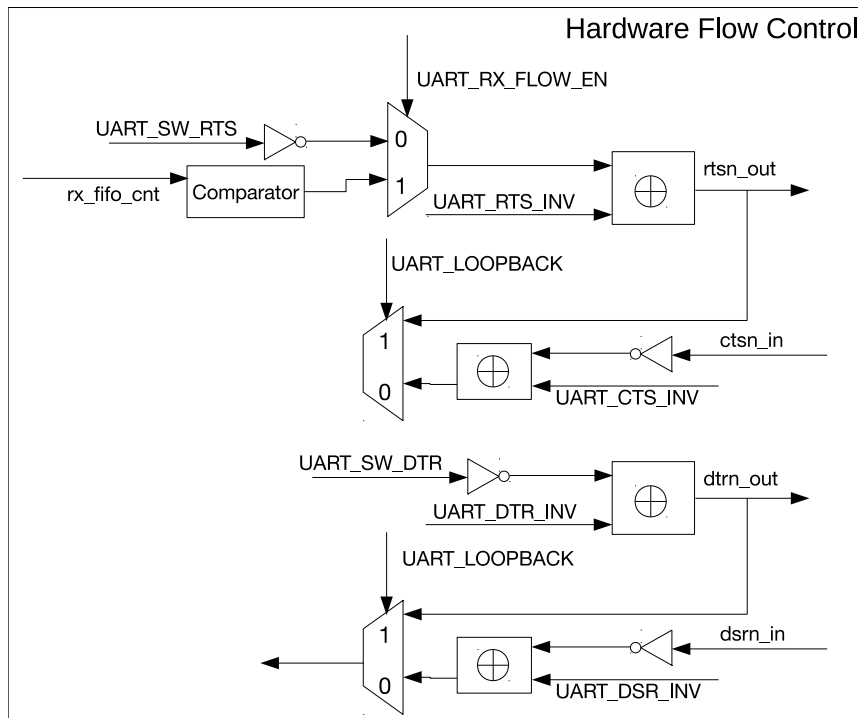 Hardware Flow Control
UART_RX_FLOW_EN
UART_SW_RTS
0
rx_fifo_cnt
Comparator
1
rtsn_out
UART_RTS_INV
UART_LOOPBACK
1
ctsn_in
0
UART_CTS_INV
UART_SW_DTR
dtrn_out
UART_DTR_INV
UART_LOOPBACK
1
dsrn_in
0
UART_DSR_INV